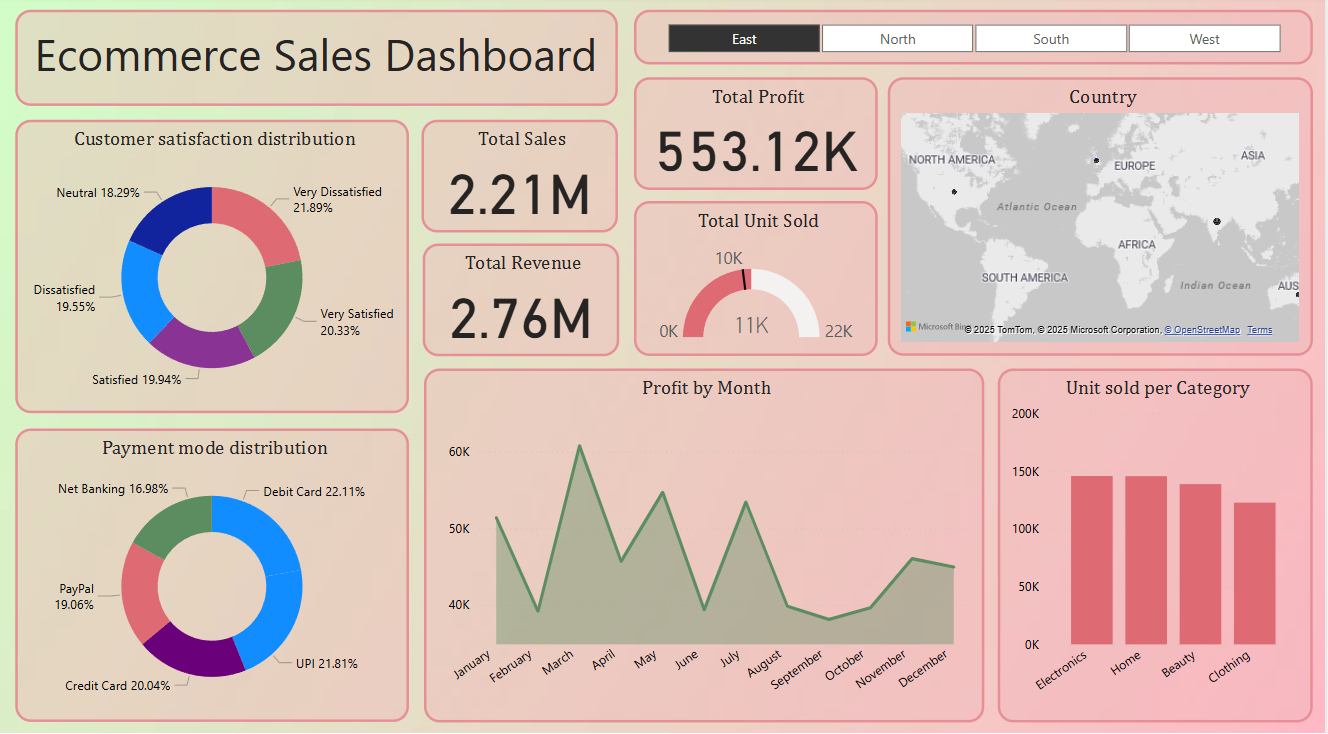 Ecommerce Sales Dashboard
East
North
South
West
Customer satisfaction distribution
Neutral 18.29%
Very Dissatisfied
21.89%
Dissatisfied
19.55%
Very Satisfied
20.33%
Satisfied 19.94%
Total Sales
2.21M
Total Revenue
2.76M
Total Profit
553.12K
Total Unit Sold
10K
0K
11K
22K
Country
NORTH AMERICA
EUROPE
ASIA
Atlantic Ocean
AFRICA
SOUTH AMERICA
Indian Ocean
AUS
Microsoft Bin
© 2025 TomTom, © 2025 Microsoft Corporation, © OpenStreetMap Terms
Payment mode distribution
Net Banking 16.98%
Debit Card 22.11%
PayPal
19.06%
UPI 21.81%
Credit Card 20.04%
Profit by Month
60K
50K
40K
January
February
March
April
May
June
July
August
September
October
November
December
Unit sold per Category
200K
150K
100K
50K
0K
Electronics
Home
Beauty
Clothing